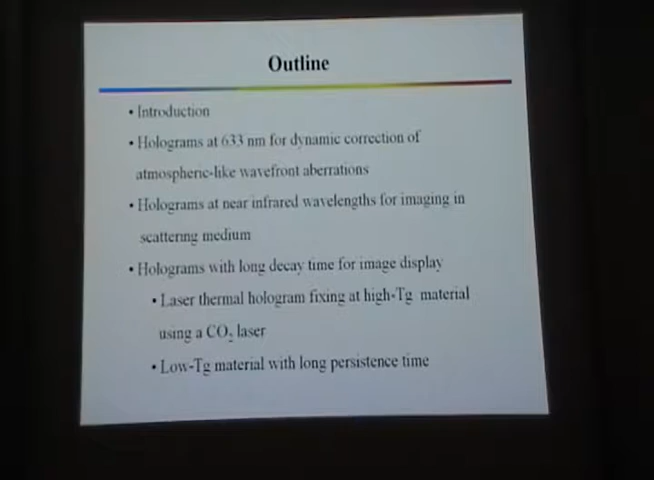 Outline
• Introduction
• Holograms at 633 nm for dynamic correction of
atmospheric-like wavefront aberrations
• Holograms at near infrared wavelengths for imaging in
scattering medium
• Holograms with long decay time for image display
• Laser thermal hologram fixing at high-Tg material
using a CO₂ laser
• Low-Tg material with long persistence time